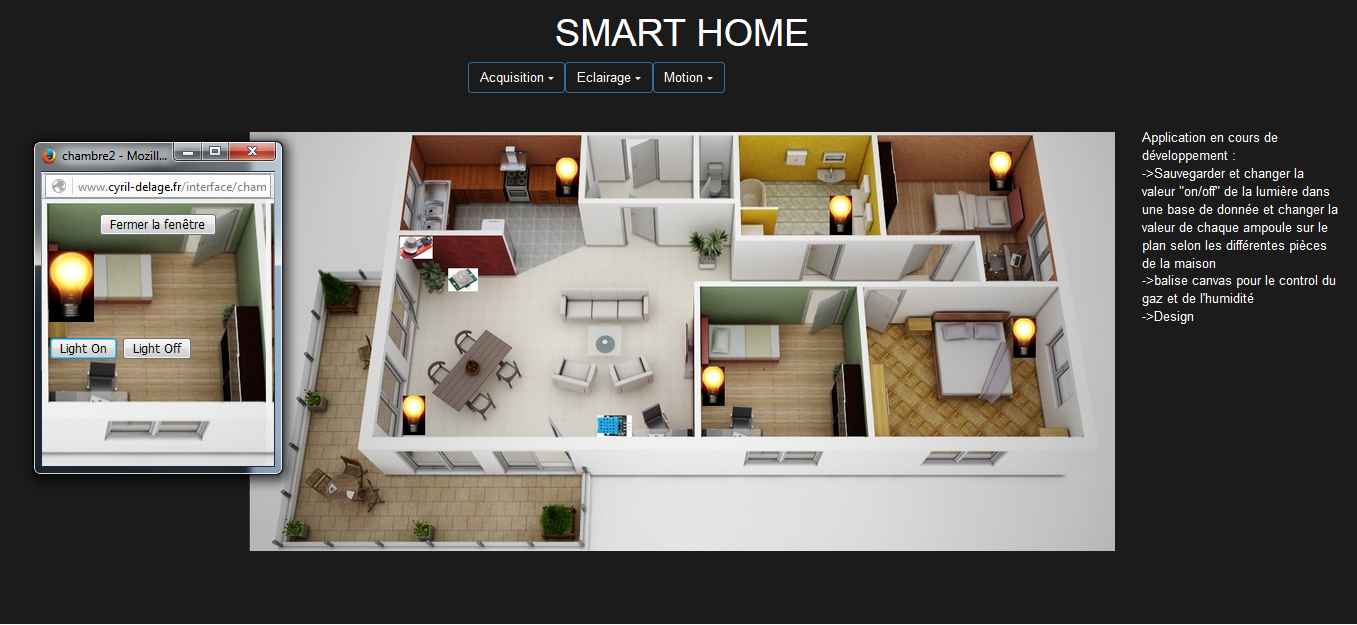 SMART HOME
Acquisition
Eclairage
Motion
chambre2 - Mozill...
www.cyril-delage.fr/interface/cham
Fermer la fenêtre
Light On
Light Off
Application en cours de
développement :
->Sauvegarder et changer la
valeur "on/off" de la lumière dans
une base de donnée et changer la
valeur de chaque ampoule sur le
plan selon les différentes pièces
de la maison
->balise canvas pour le control du
gaz et de l'humidité
->Design